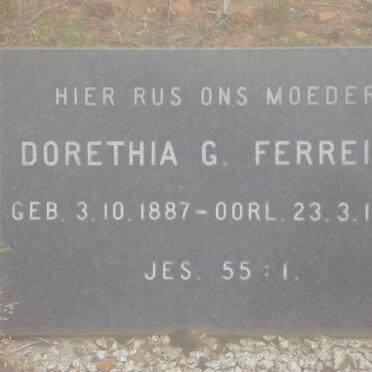 HIER RUS ONS MOEDER
DORETHIA G. FERREI
GEB. 3.10.1887 – OORL. 23.3.1
JES. 55 : 1.